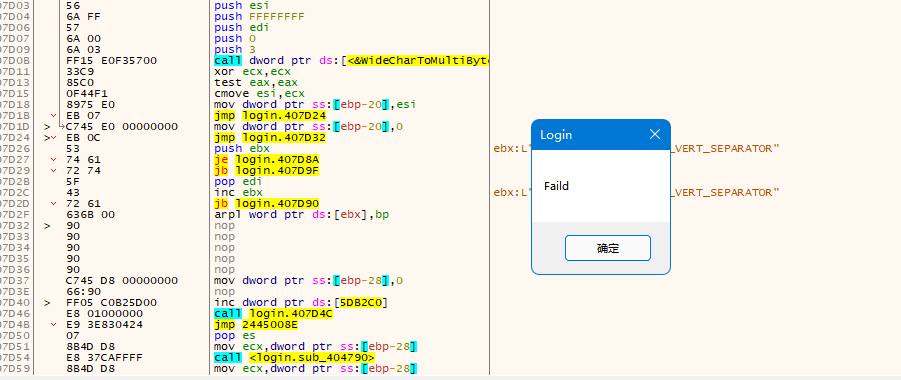 07D03 56 push esi
07D04 6A FF push FFFFFFFF
07D06 57 push edi
07D07 6A 00 push 0
07D09 6A 03 push 3
07D0B FF15 E0F35700 call dword ptr ds:[<&WideCharToMultiByte
07D11 33C9 xor ecx,ecx
07D13 85C0 test eax,eax
07D15 0F44F1 cmove esi,ecx
07D18 8975 E0 mov dword ptr ss:[ebp-20],esi
07D1B EB 07 jmp login.407D24
07D1D > C745 E0 00000000 mov dword ptr ss:[ebp-20],0
07D24 > EB 0C jmp login.407D32
07D26 53 push ebx ebx:L" _VERT_SEPARATOR"
07D27 74 61 je login.407D8A
07D29 72 74 jb login.407D9F
07D2B 5F pop edi
07D2C 43 inc ebx ebx:L" _VERT_SEPARATOR"
07D2D 72 61 jb login.407D90
07D2F 636B 00 arpl word ptr ds:[ebx],bp
07D32 > 90 nop
07D33 90 nop
07D34 90 nop
07D35 90 nop
07D36 90 nop
07D37 C745 D8 00000000 mov dword ptr ss:[ebp-28],0
07D3E 66:90 nop
07D40 > FF05 C0B25D00 inc dword ptr ds:[5DB2C0]
07D46 E8 01000000 call login.407D4C
07D4B E9 3E830424 jmp 2445008E
07D50 07 pop es
07D51 8B4D D8 mov ecx,dword ptr ss:[ebp-28]
07D54 E8 37CAFFFF call <login.sub_404790>
07D59 8B4D D8 mov ecx,dword ptr ss:[ebp-28]
Login
Faild
确定